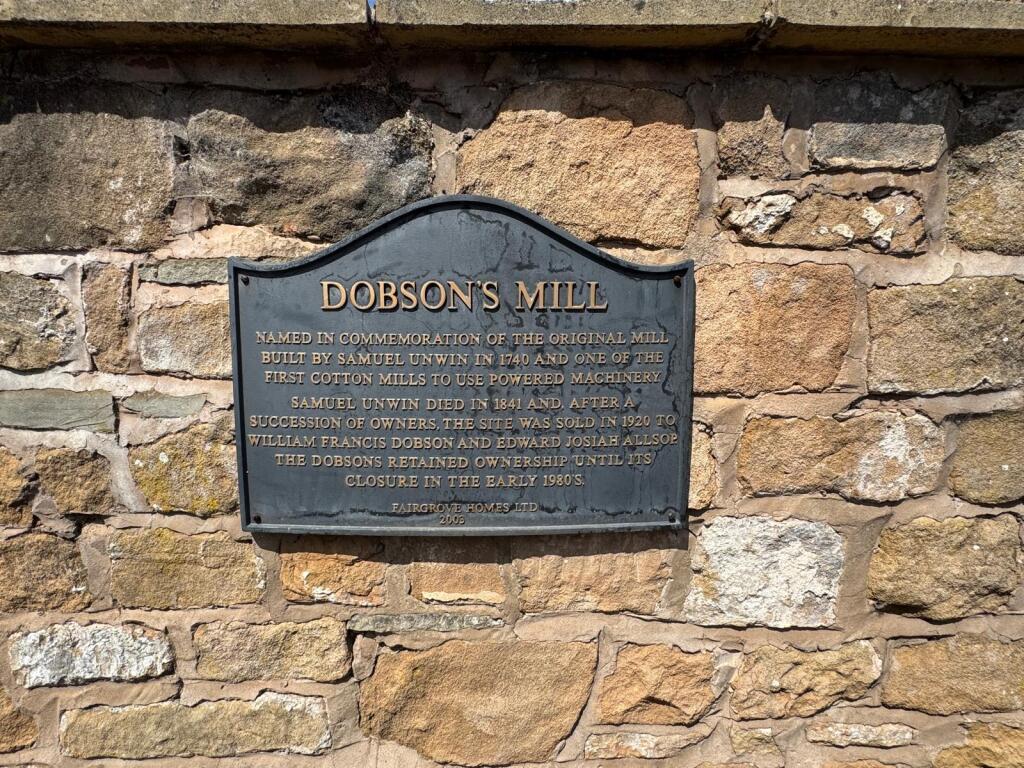 DOBSON'S MILL
NAMED IN COMMEMORATION OF THE ORIGINAL MILL
BUILT BY SAMUEL UNWIN IN 1740 AND ONE OF THE
FIRST COTTON MILLS TO USE POWERED MACHINERY
SAMUEL UNWIN DIED IN 1841 AND AFTER A
SUCCESSION OF OWNERS, THE SITE WAS SOLD IN 1920 TO
WILLIAM FRANCIS DOBSON AND EDWARD JOSIAH ALLSOP
THE DOBSONS RETAINED OWNERSHIP UNTIL ITS
CLOSURE IN THE EARLY 1980'S.
FAIRGROVE HOMES LTD
2003